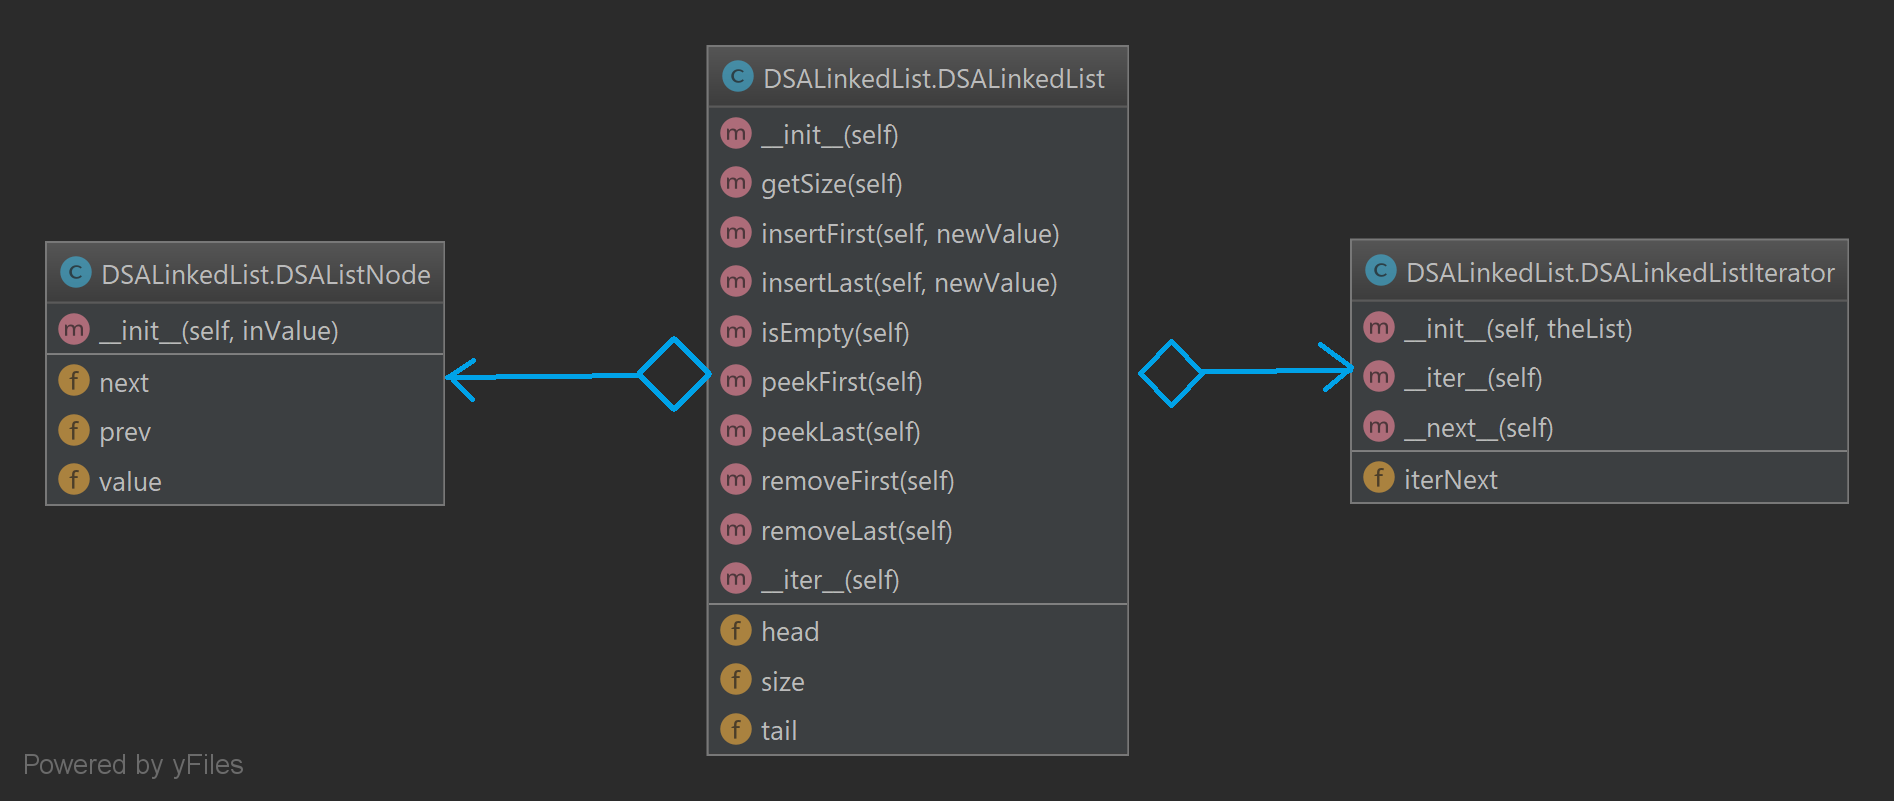 DSALinkedList.DSAListNode
m __init__(self, inValue)
f next
f prev
f value
C DSALinkedList.DSALinkedList
m __init__(self)
m getSize(self)
m insertFirst(self, newValue)
m insertLast(self, newValue)
m isEmpty(self)
m peekFirst(self)
m peekLast(self)
m removeFirst(self)
m removeLast(self)
m __iter__(self)
f head
f size
f tail
C DSALinkedList.DSALinkedListIterator
m __init__(self, theList)
m __iter__(self)
m __next__(self)
f iterNext
Powered by yFiles